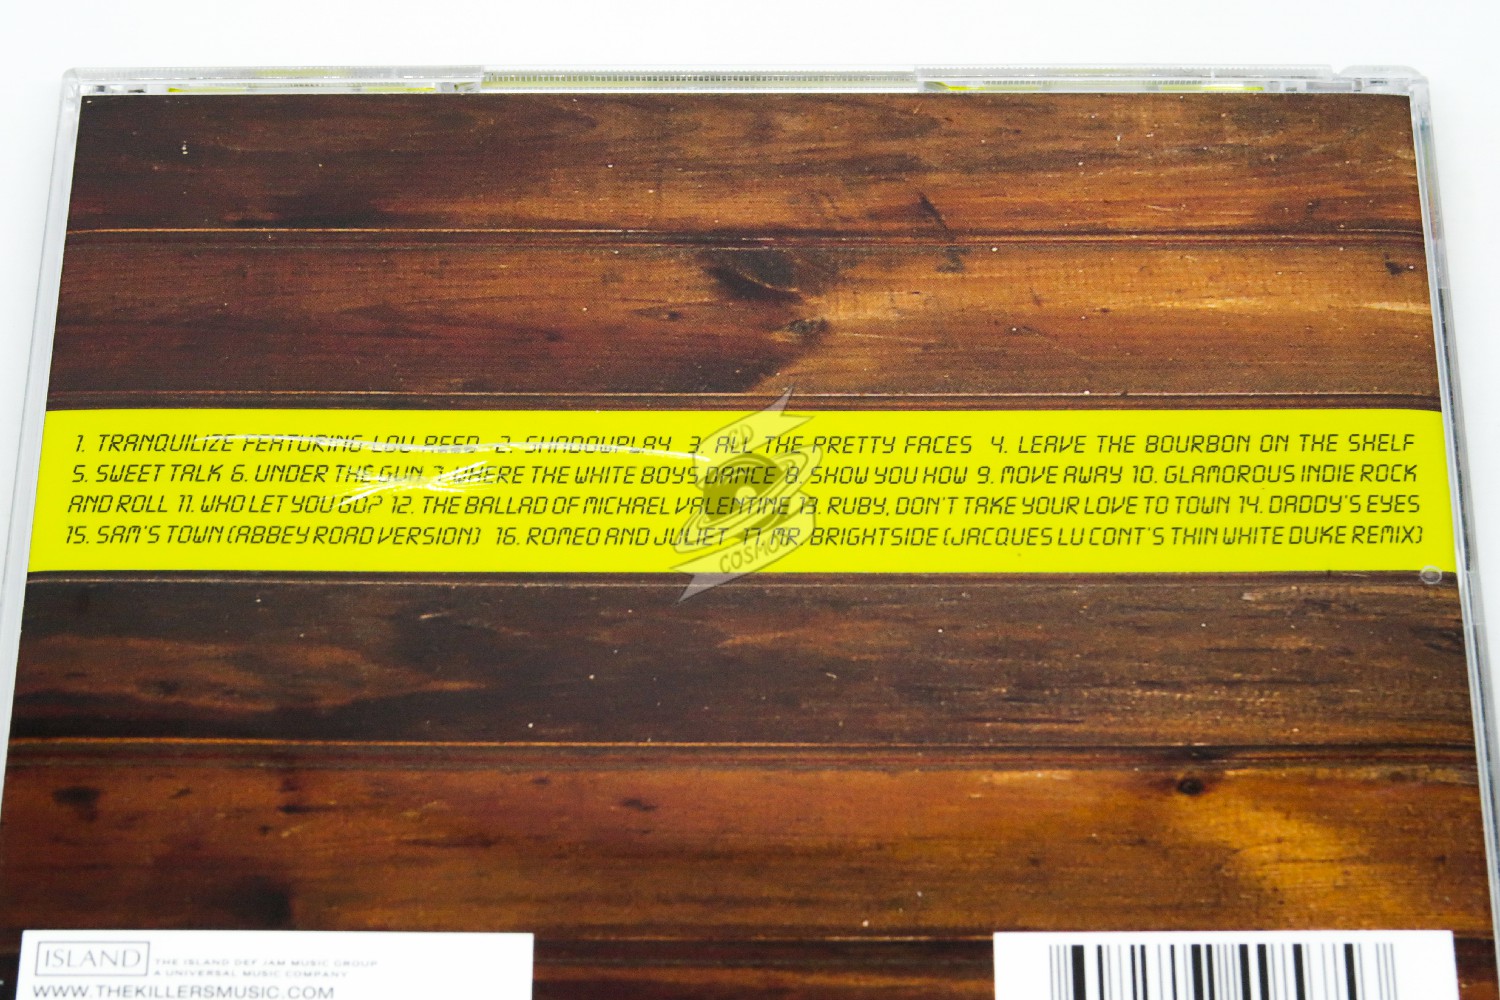 1. TRANQUILIZE FEATURING LOU REED 2. SHADOWPLAY 3. ALL THE PRETTY FACES 4. LEAVE THE BOURBON ON THE SHELF
5. SWEET TALK 6. UNDER THE GUN 7. WHERE THE WHITE BOYS DANCE 8. SHOW YOU HOW 9. MOVE AWAY 10. GLAMOROUS INDIE ROCK
AND ROLL 11. WHO LET YOU GO? 12. THE BALLAD OF MICHAEL VALENTINE 13. RUBY, DON'T TAKE YOUR LOVE TO TOWN 14. DADDY'S EYES
15. SAM'S TOWN (ABBEY ROAD VERSION) 16. ROMEO AND JULIET 17. MR. BRIGHTSIDE (JACQUES LU CONT'S THIN WHITE DUKE REMIX)
CD
COSMOS
ISLAND
THE ISLAND DEF JAM MUSIC GROUP
A UNIVERSAL MUSIC COMPANY
WWW.THEKILLERSMUSIC.COM